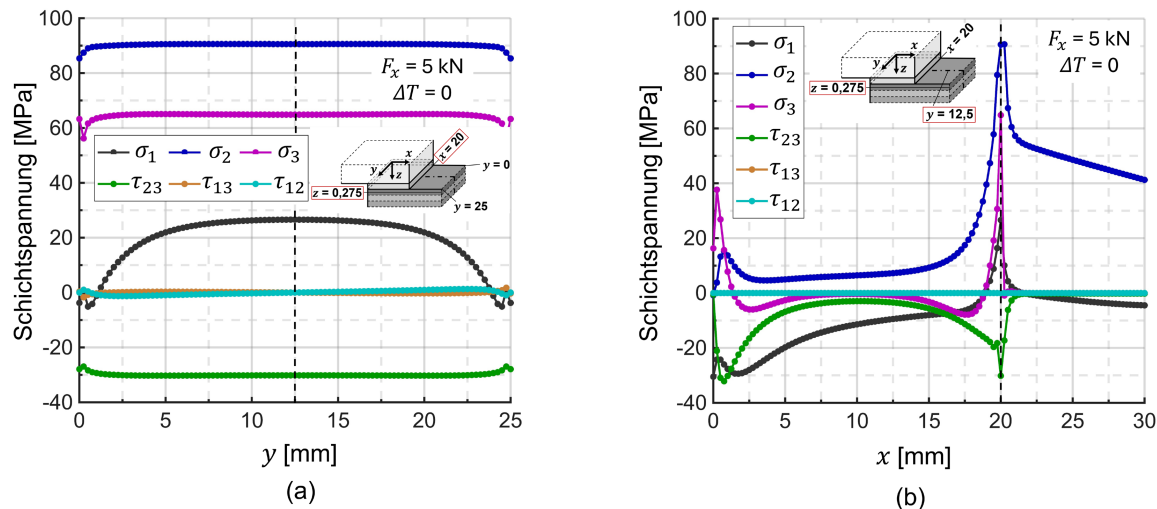 100
80
60
40
20
0
-20
-40
Schichtspannung [MPa]
F_x = 5 kN
ΔT = 0
σ_1 σ_2 σ_3
τ_23 τ_13 τ_12
x = 20
y = 0
x
y
z
z = 0,275
y = 25
0 5 10 15 20 25
y [mm]
(a)
100
80
60
40
20
0
-20
-40
Schichtspannung [MPa]
σ_1
σ_2
σ_3
τ_23
τ_13
τ_12
x = 20
x
y
z
z = 0,275
y = 12,5
F_x = 5 kN
ΔT = 0
0 5 10 15 20 25 30
x [mm]
(b)